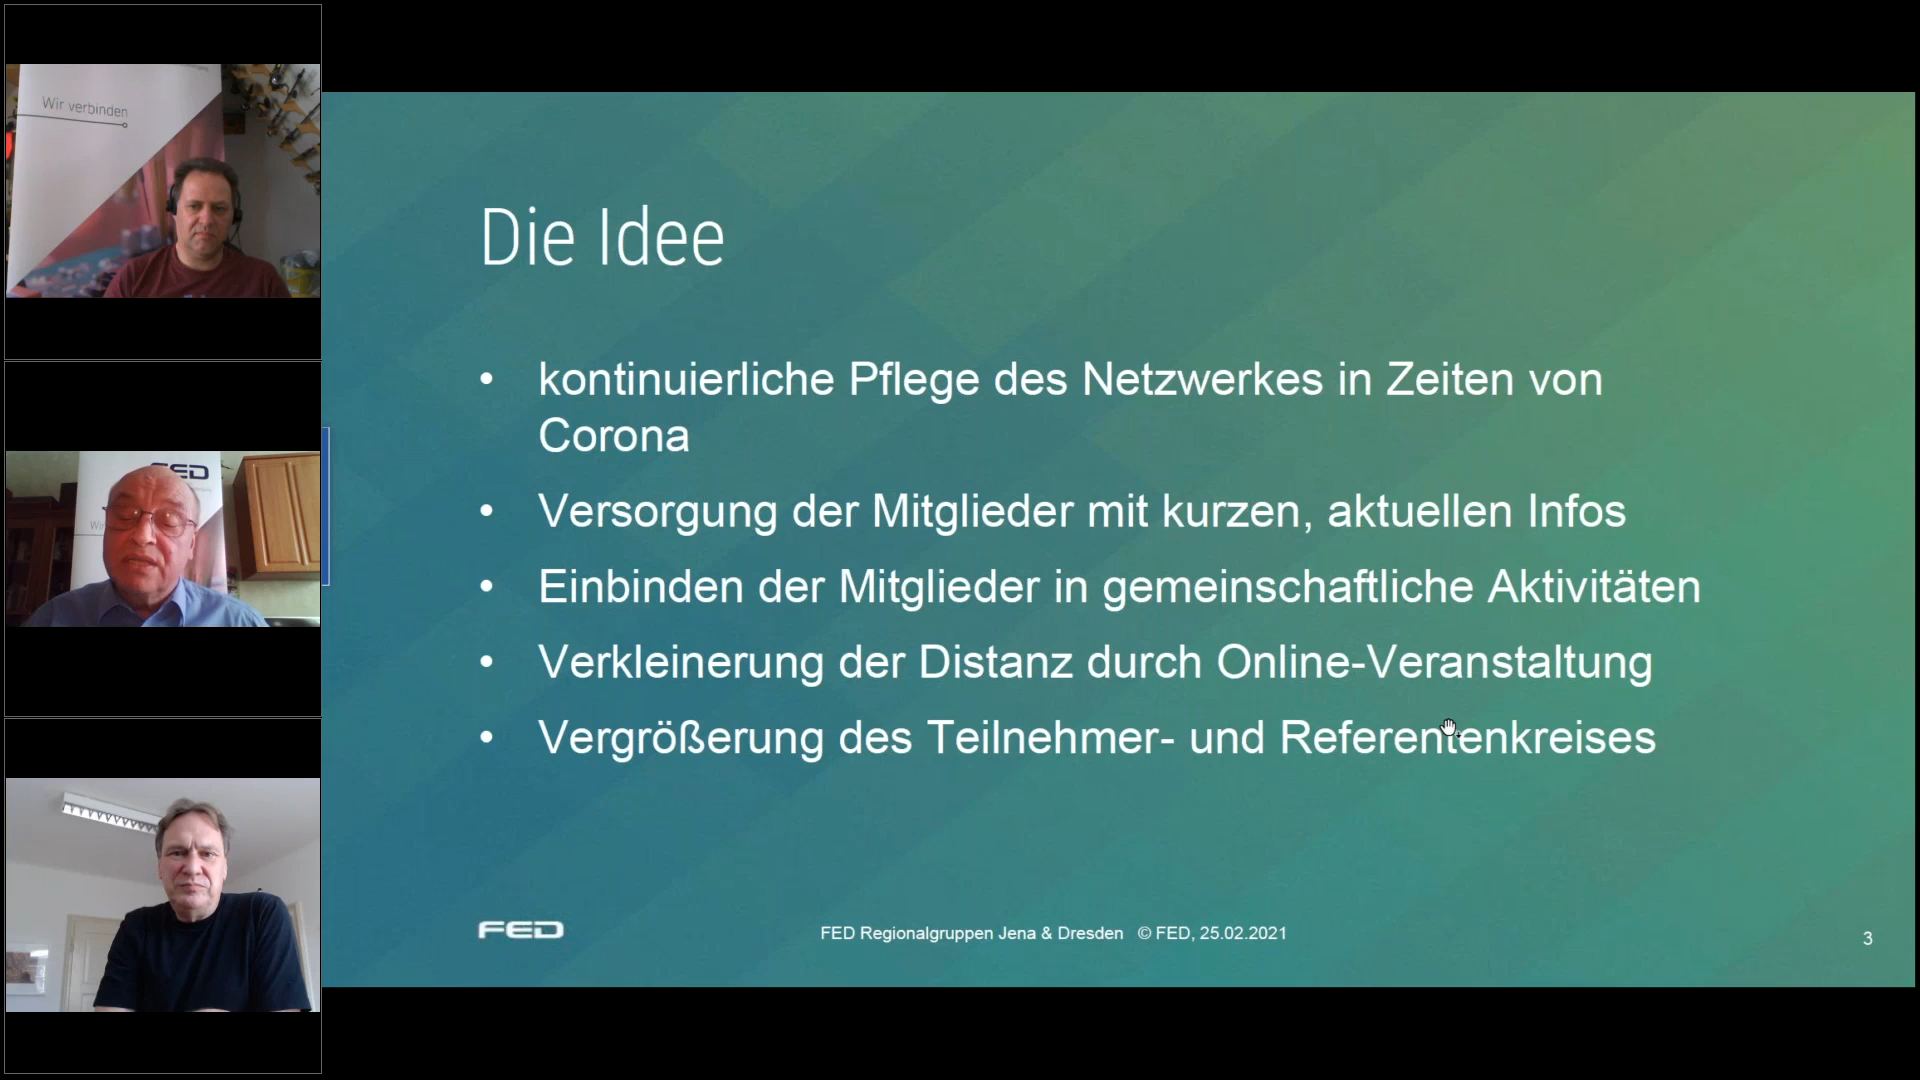 Wir verbinden
FED
Wir
Die Idee
• kontinuierliche Pflege des Netzwerkes in Zeiten von
Corona
• Versorgung der Mitglieder mit kurzen, aktuellen Infos
• Einbinden der Mitglieder in gemeinschaftliche Aktivitäten
• Verkleinerung der Distanz durch Online-Veranstaltung
• Vergrößerung des Teilnehmer- und Referentenkreises
FED
FED Regionalgruppen Jena & Dresden © FED, 25.02.2021
3